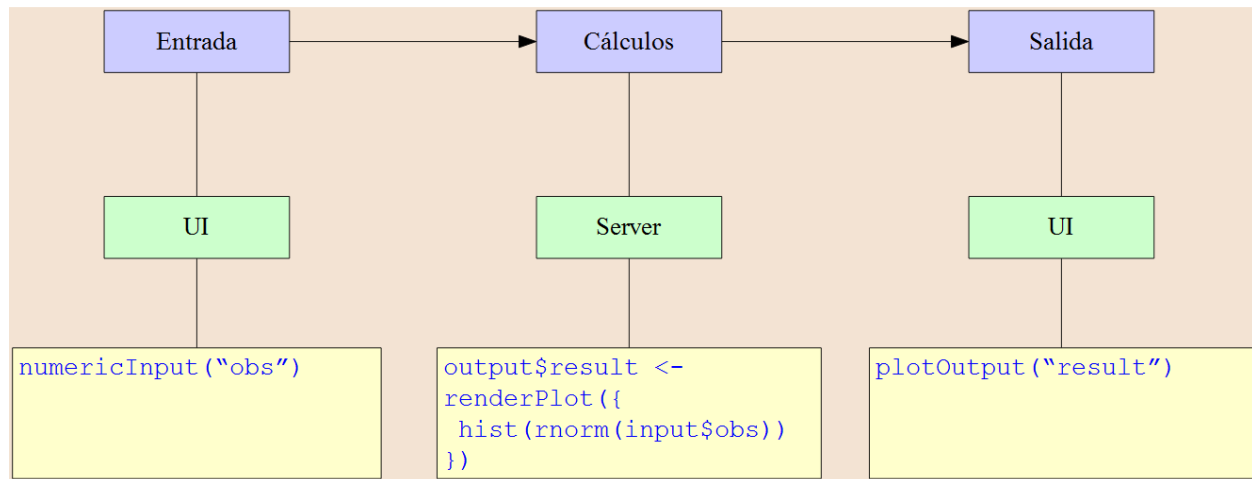 Entrada
Cálculos
Salida
UI
Server
UI
numericInput(“obs”)
output$result <-
renderPlot({
 hist(rnorm(input$obs))
})
plotOutput(“result”)